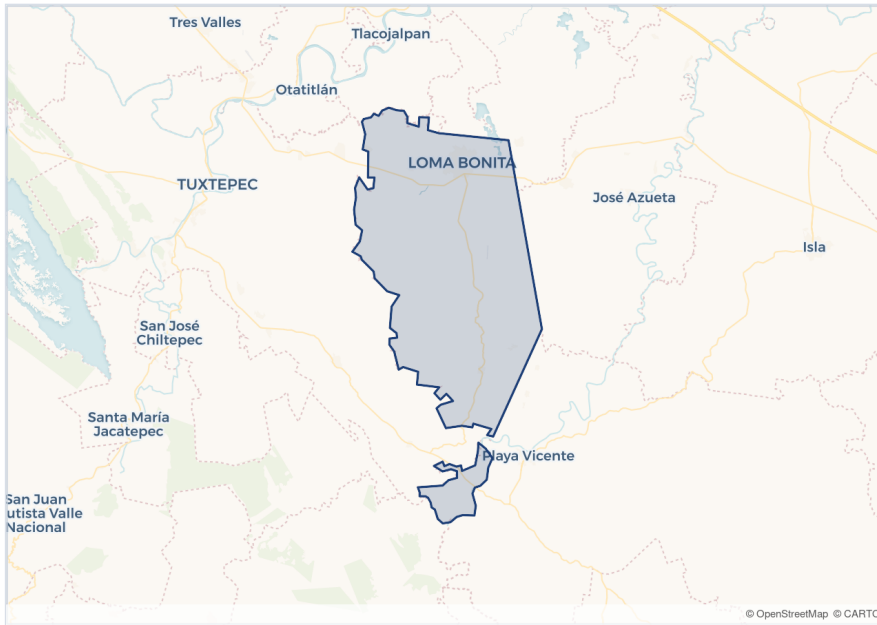 Tres Valles
Tlacojalpan
Otatitlán
LOMA BONITA
TUXTEPEC
José Azueta
Isla
San José
Chiltepec
Santa María
Jacatepec
Playa Vicente
San Juan
utista Valle
Nacional
© OpenStreetMap © CARTO